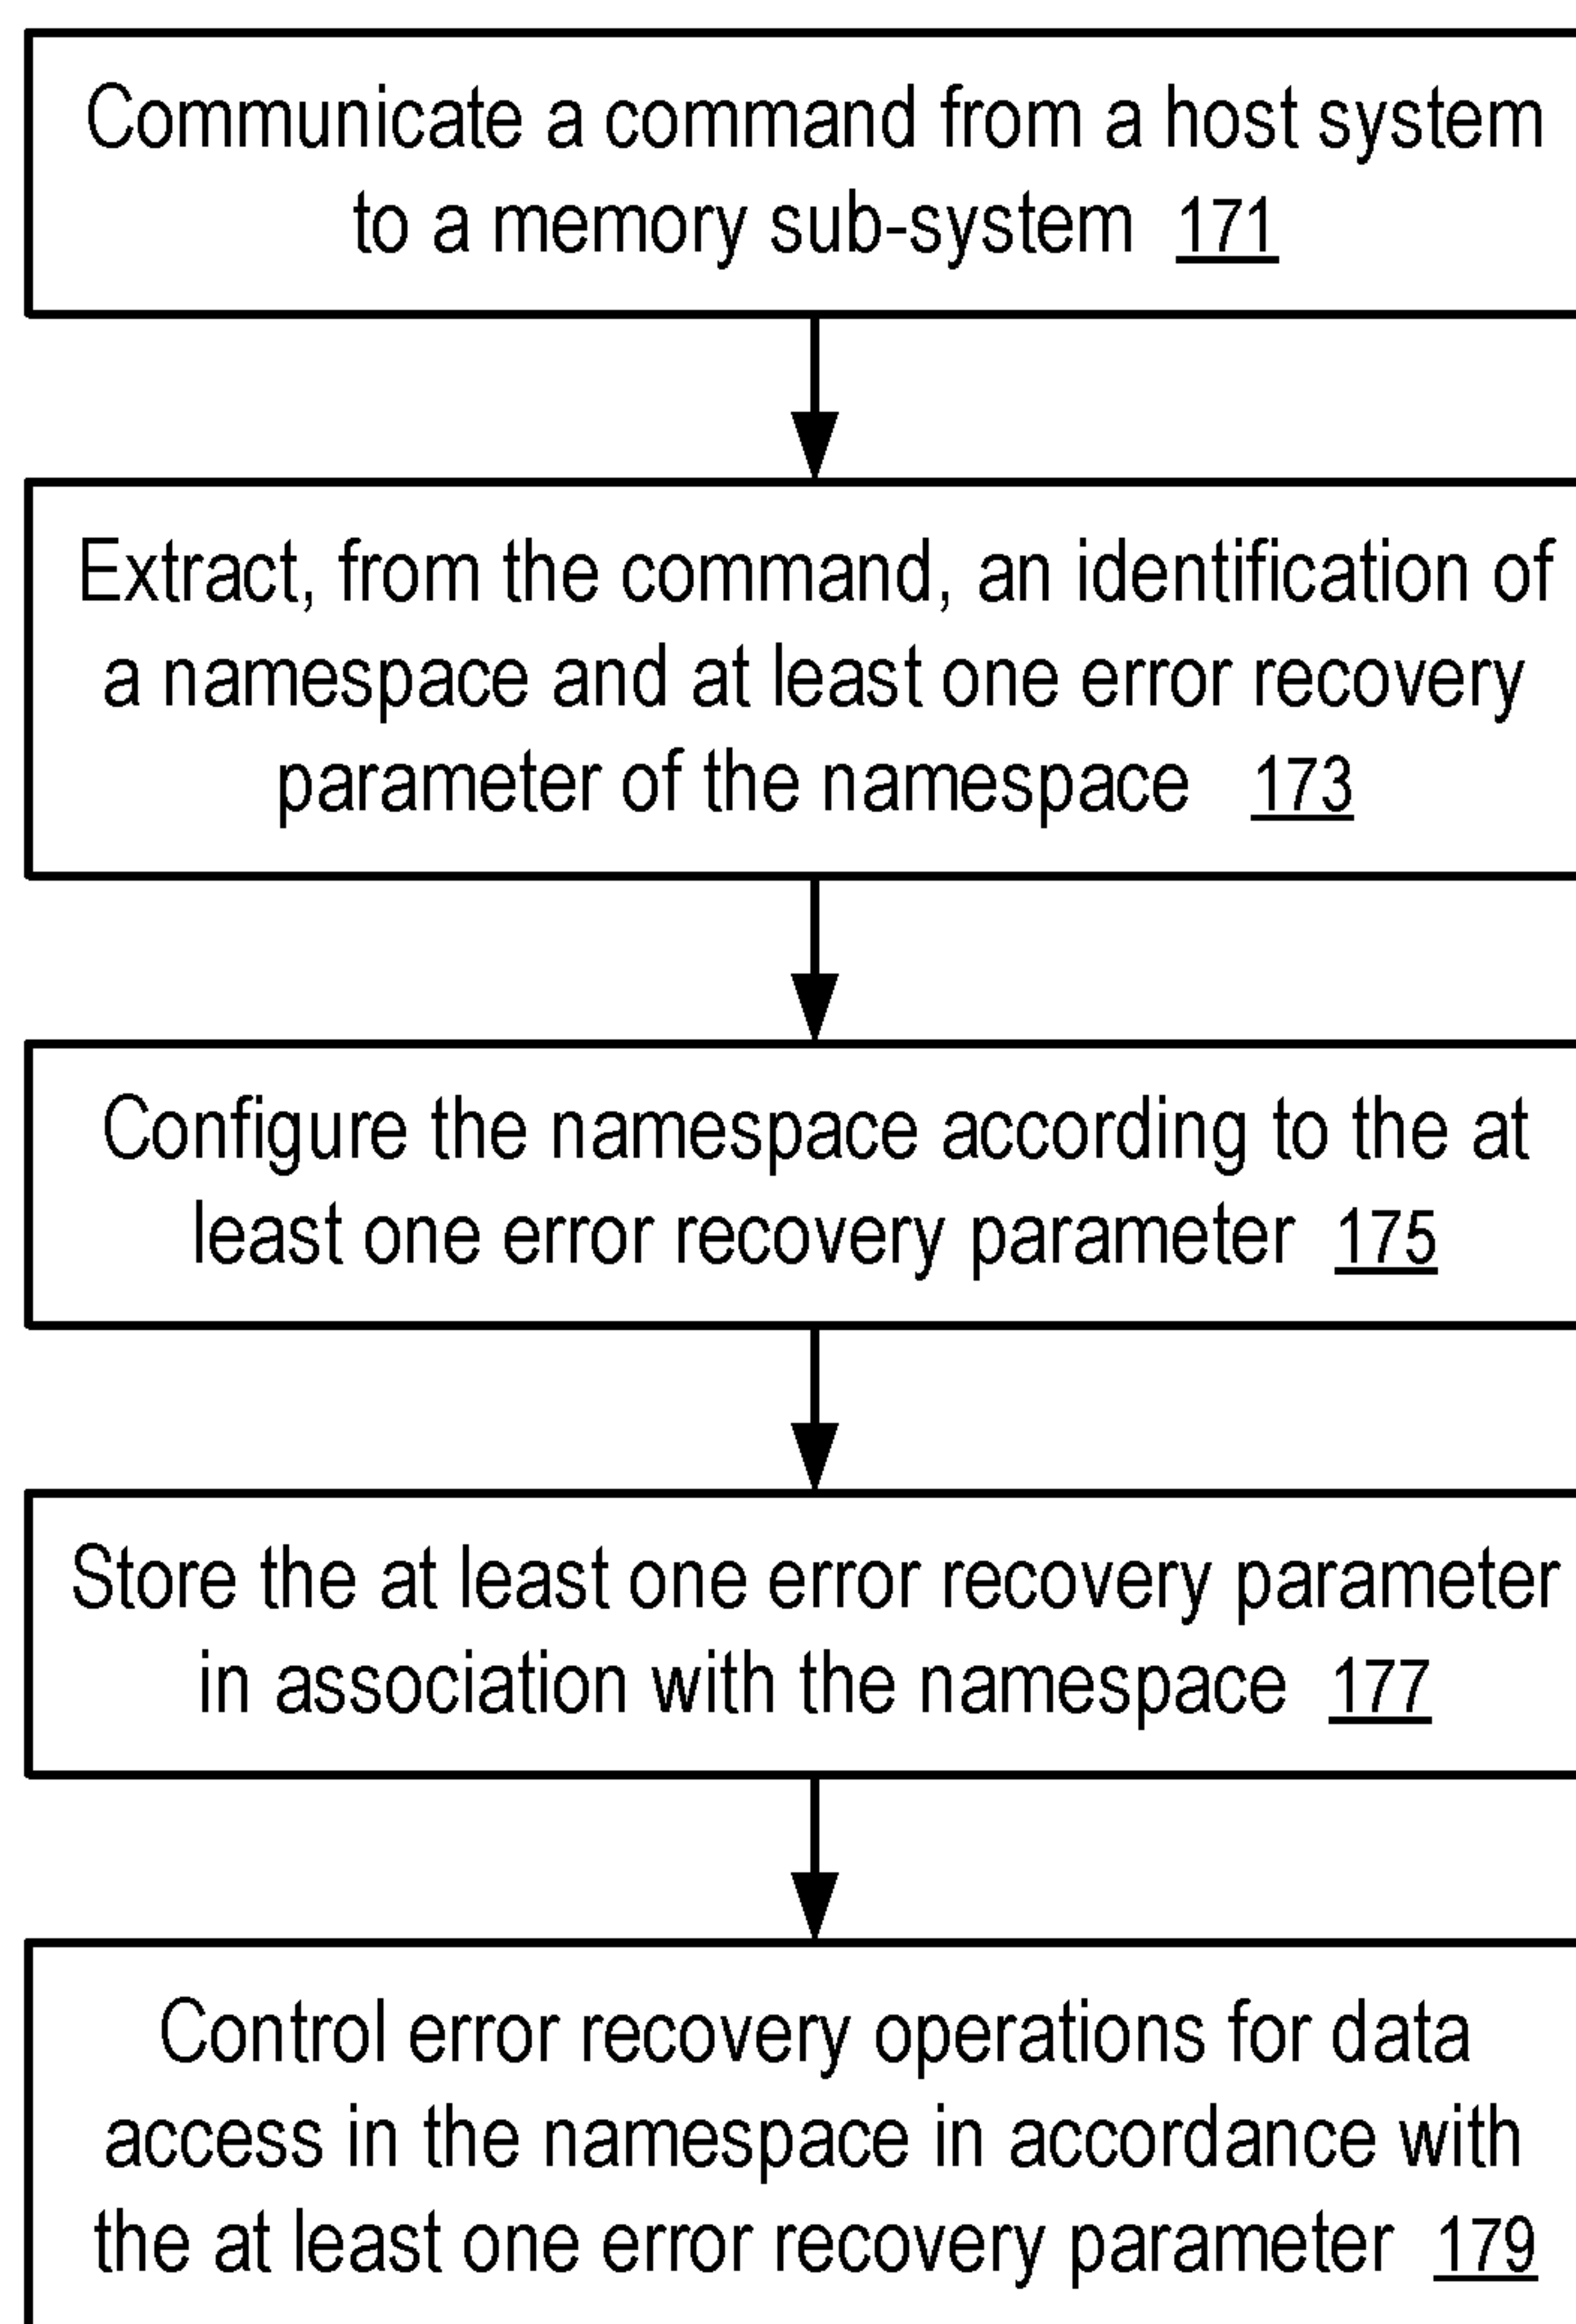 Communicate a command from a host system
to a memory sub-system 171
Extract, from the command, an identification of
a namespace and at least one error recovery
parameter of the namespace 173
Configure the namespace according to the at
least one error recovery parameter 175
Store the at least one error recovery parameter
in association with the namespace 177
Control error recovery operations for data
access in the namespace in accordance with
the at least one error recovery parameter 179